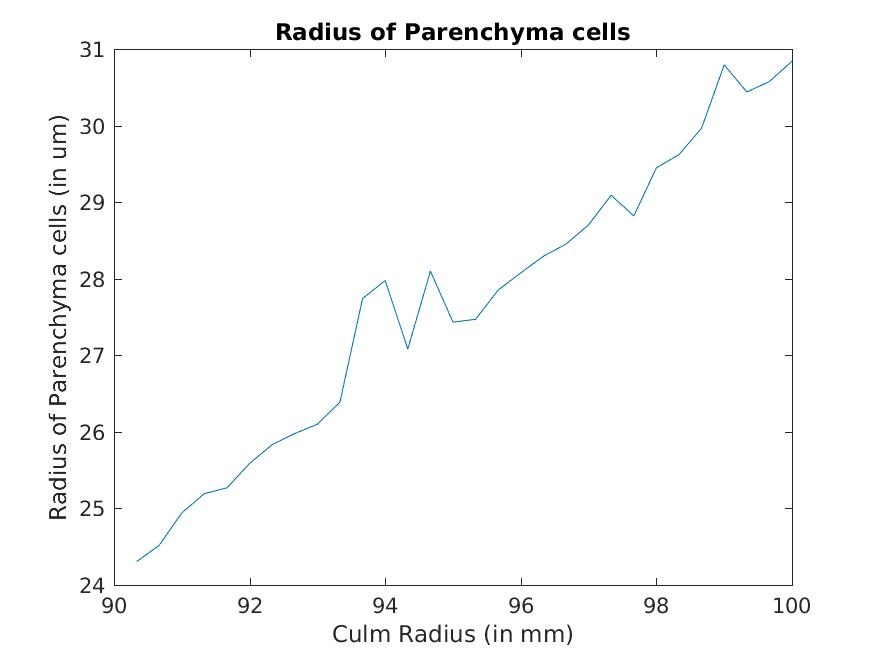 Radius of Parenchyma cells
31
30
29
28
27
26
25
24
Radius of Parenchyma cells (in um)
90 92 94 96 98 100
Culm Radius (in mm)